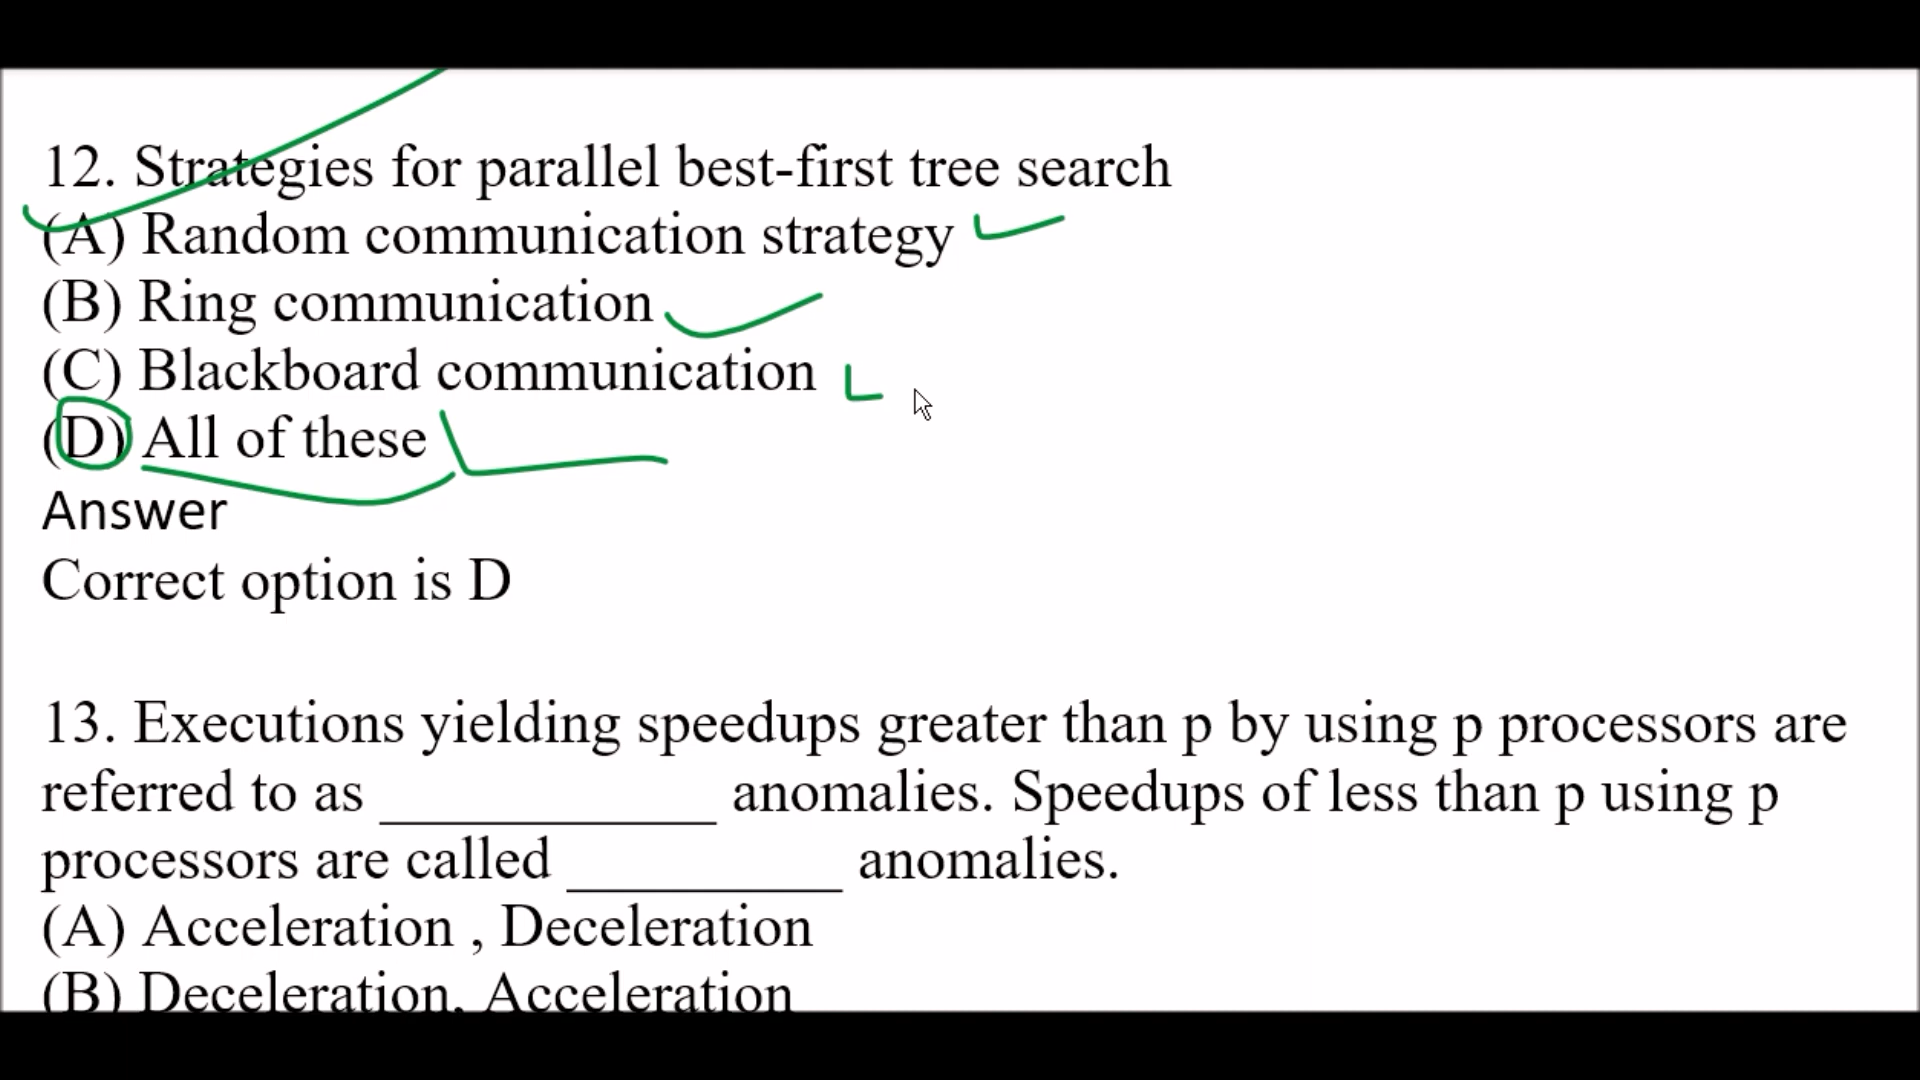 12. Strategies for parallel best-first tree search
(A) Random communication strategy
(B) Ring communication
(C) Blackboard communication
(D) All of these
Answer
Correct option is D
13. Executions yielding speedups greater than p by using p processors are
referred to as ____________ anomalies. Speedups of less than p using p
processors are called __________ anomalies.
(A) Acceleration , Deceleration
(B) Deceleration, Acceleration